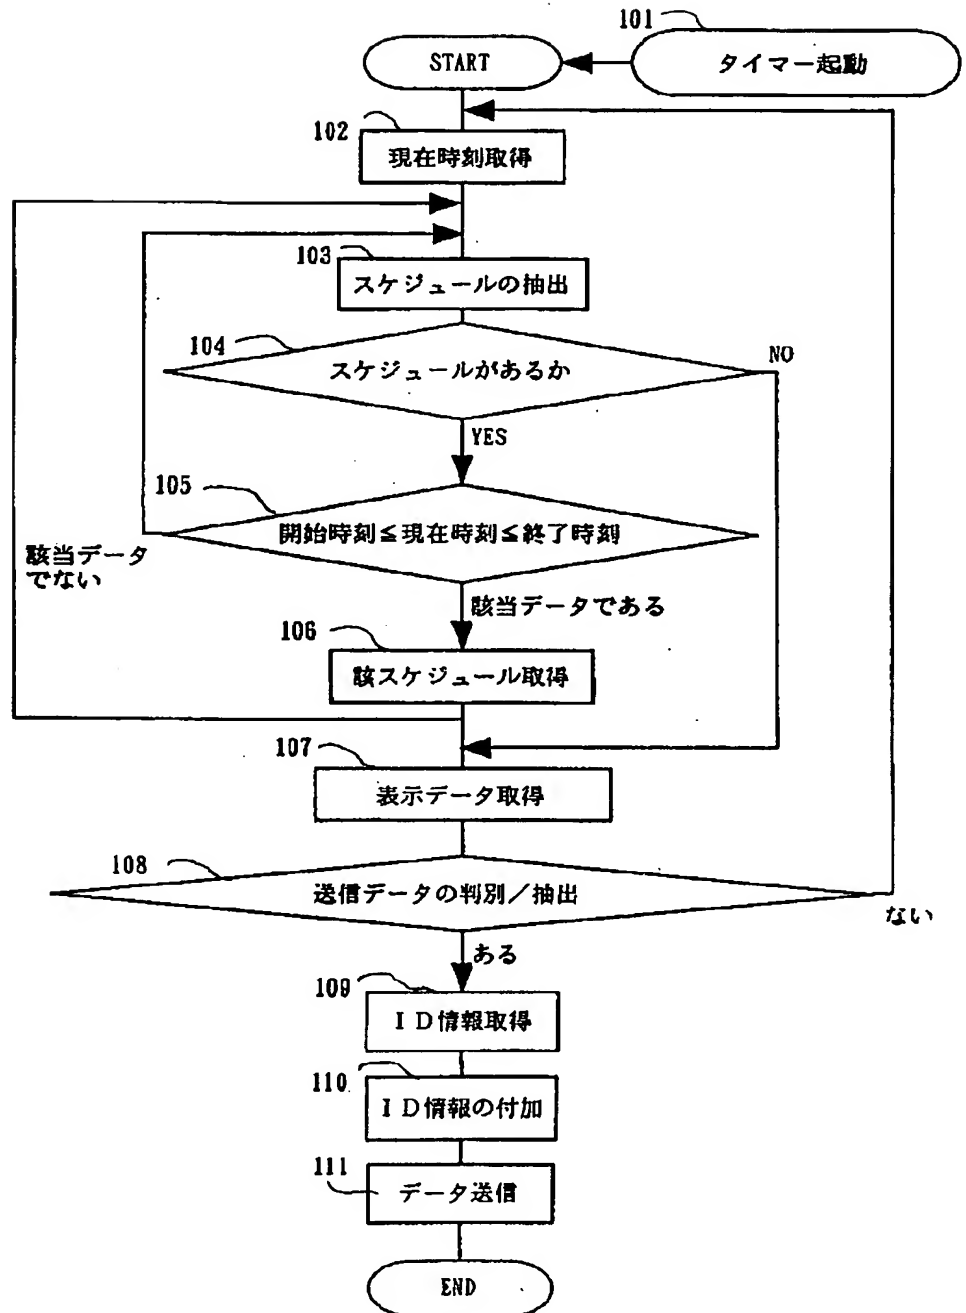 101
START
タイマー起動
102
現在時刻取得
103
スケジュールの抽出
104
スケジュールがあるか
NO
YES
105
開始時刻≦現在時刻≦終了時刻
該当データ
でない
該当データである
106
該スケジュール取得
107
表示データ取得
108
送信データの判別／抽出
ない
ある
109
ＩＤ情報取得
110
ＩＤ情報の付加
111
データ送信
END